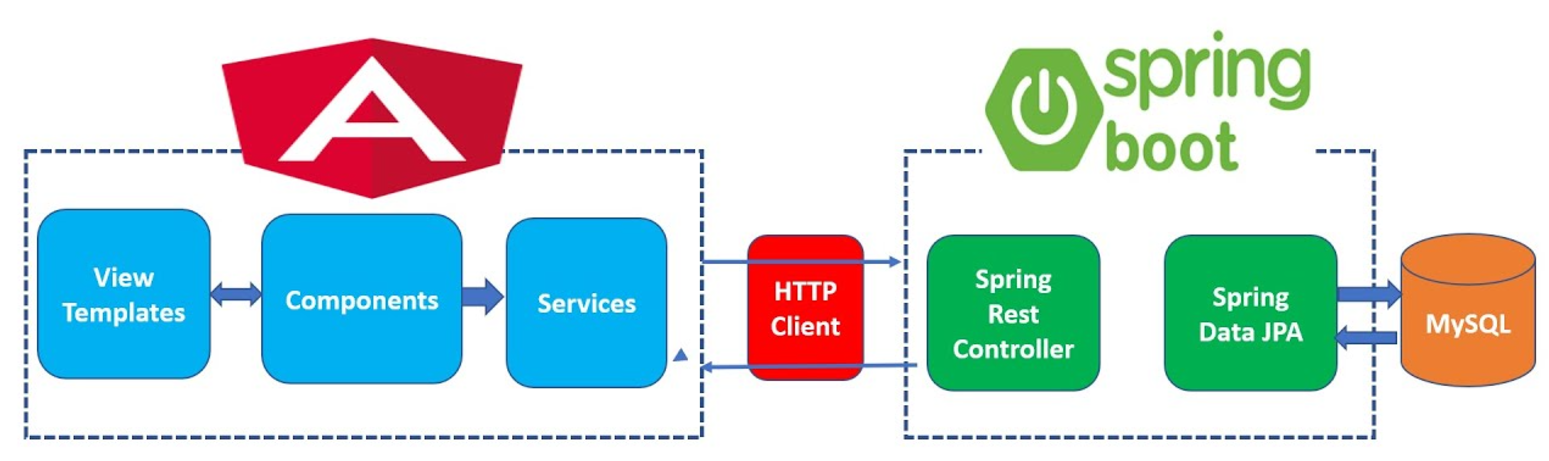 spring
boot
View
Templates
Components
Services
HTTP
Client
Spring
Rest
Controller
Spring
Data JPA
MySQL